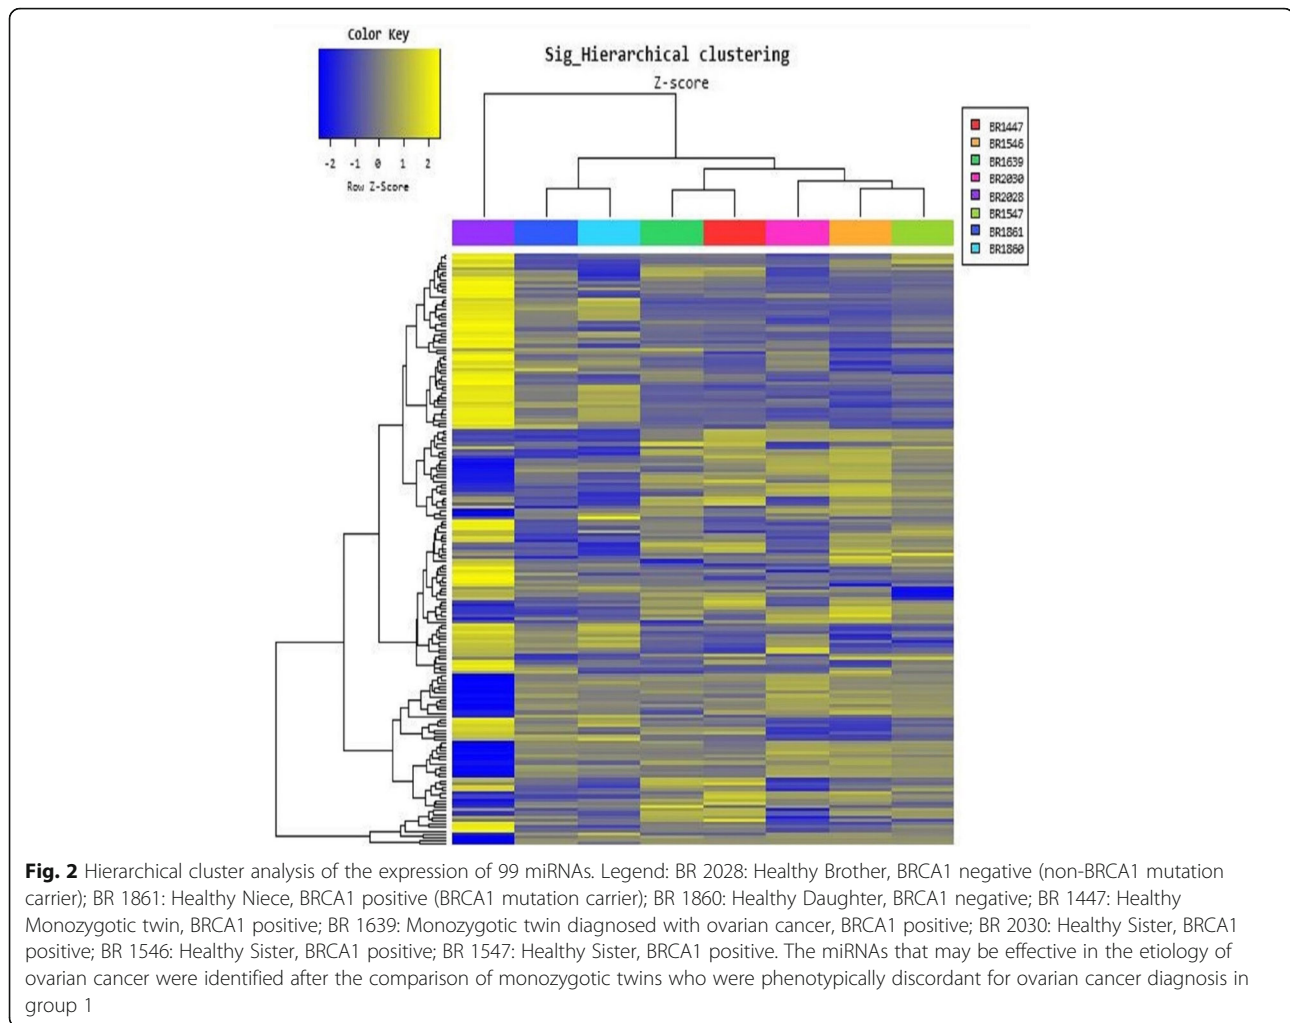 Color Key
-2 -1 0 1 2
Row Z-Score
Sig_Hierarchical clustering
Z-score
BR1447
BR1546
BR1639
BR2030
BR2028
BR1547
BR1861
BR1860
Fig. 2 Hierarchical cluster analysis of the expression of 99 miRNAs. Legend: BR 2028: Healthy Brother, BRCA1 negative (non-BRCA1 mutation
carrier); BR 1861: Healthy Niece, BRCA1 positive (BRCA1 mutation carrier); BR 1860: Healthy Daughter, BRCA1 negative; BR 1447: Healthy
Monozygotic twin, BRCA1 positive; BR 1639: Monozygotic twin diagnosed with ovarian cancer, BRCA1 positive; BR 2030: Healthy Sister, BRCA1
positive; BR 1546: Healthy Sister, BRCA1 positive; BR 1547: Healthy Sister, BRCA1 positive. The miRNAs that may be effective in the etiology of
ovarian cancer were identified after the comparison of monozygotic twins who were phenotypically discordant for ovarian cancer diagnosis in
group 1